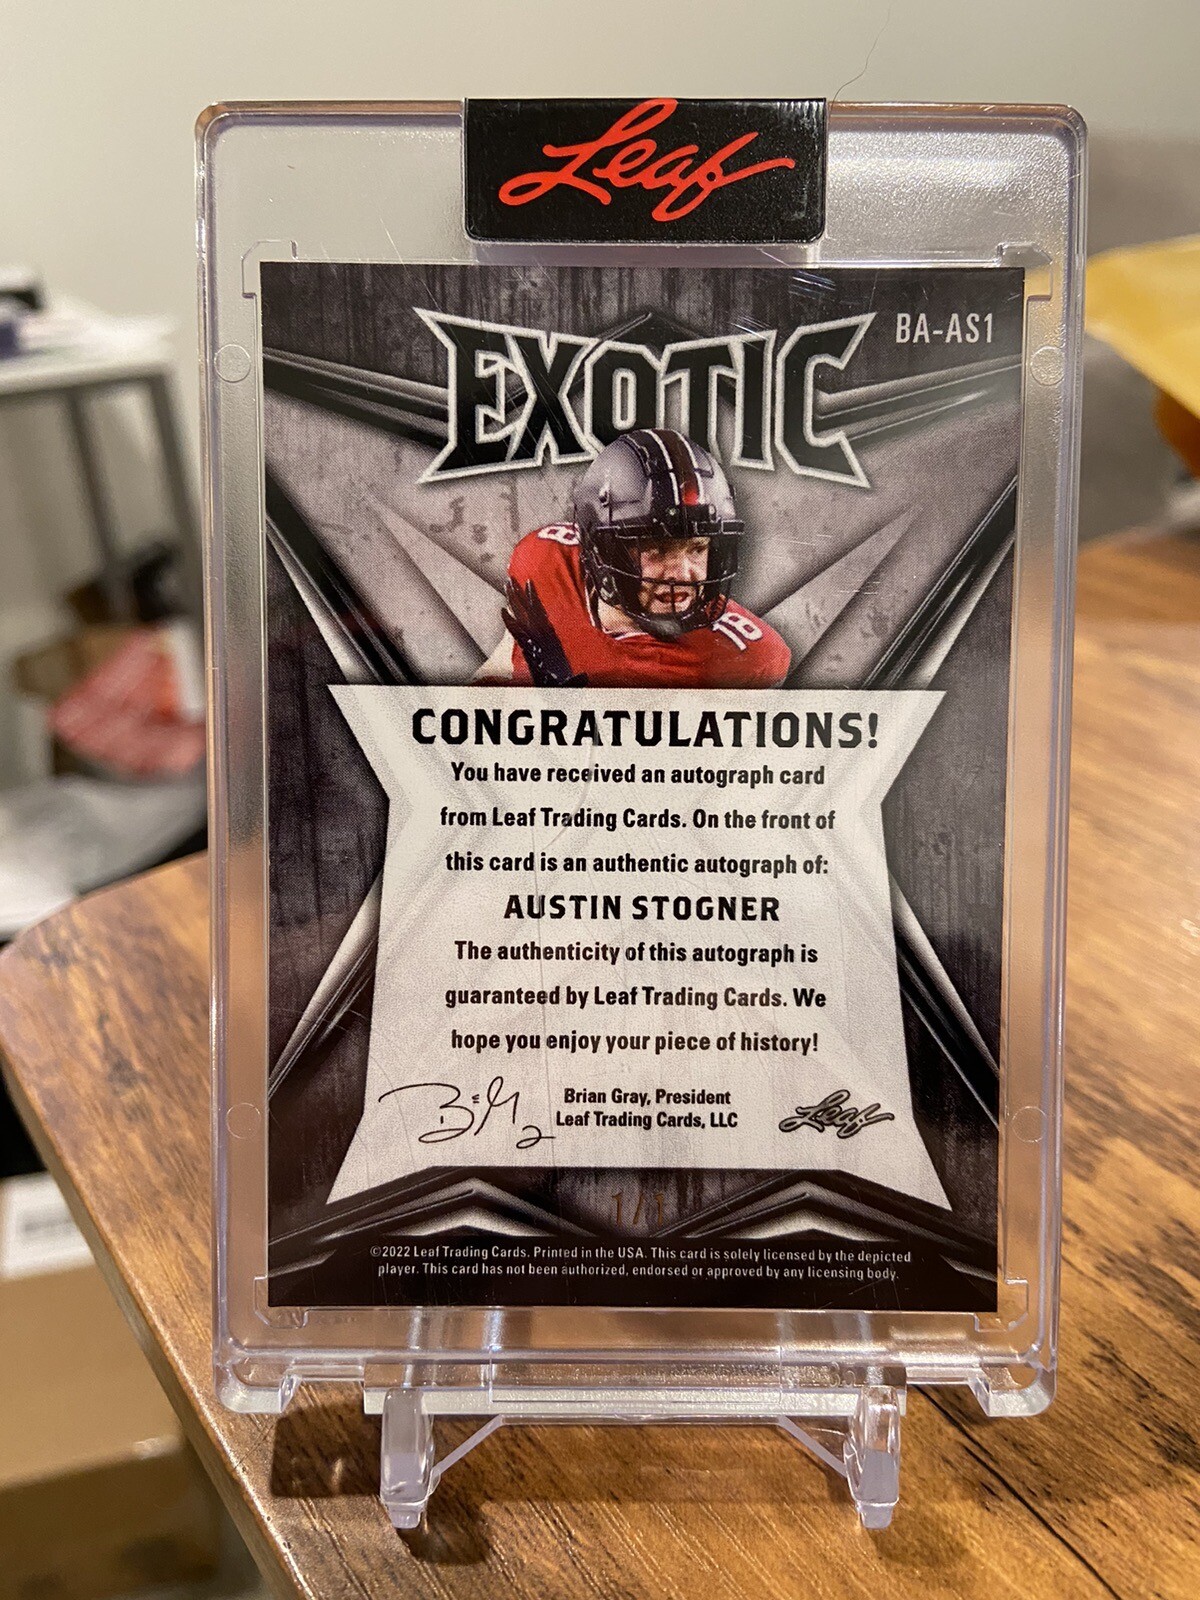 Leaf
BA-AS1
EXOTIC
8
18
CONGRATULATIONS!
You have received an autograph card
from Leaf Trading Cards. On the front of
this card is an authentic autograph of:
AUSTIN STOGNER
The authenticity of this autograph is
guaranteed by Leaf Trading Cards. We
hope you enjoy your piece of history!
Brian Gray, President
Leaf Trading Cards, LLC
Leaf
1/1
©2022 Leaf Trading Cards. Printed in the USA. This card is solely licensed by the depicted
player. This card has not been authorized, endorsed or approved by any licensing body.